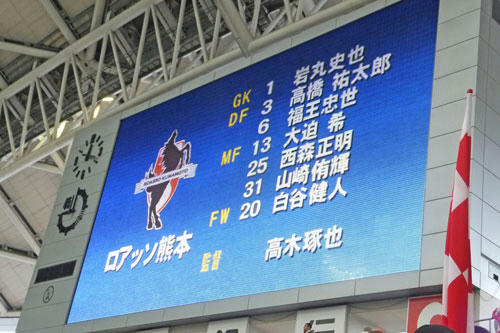 GK 1 岩丸史也
DF 3 高橋 祐太郎
6 福王忠世
MF 13 大迫 希
25 西森正明
31 山崎侑輝
FW 20 白谷健人
ROASSO KUMAMOTO
ロアッソ熊本
監督 高木琢也